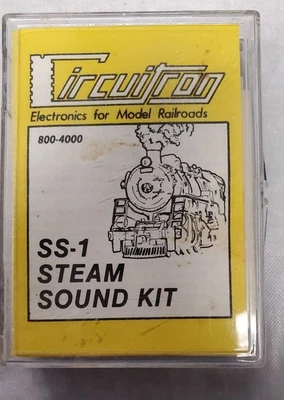 Circuitron
Electronics for Model Railroads
800-4000
SS-1
STEAM
SOUND KIT